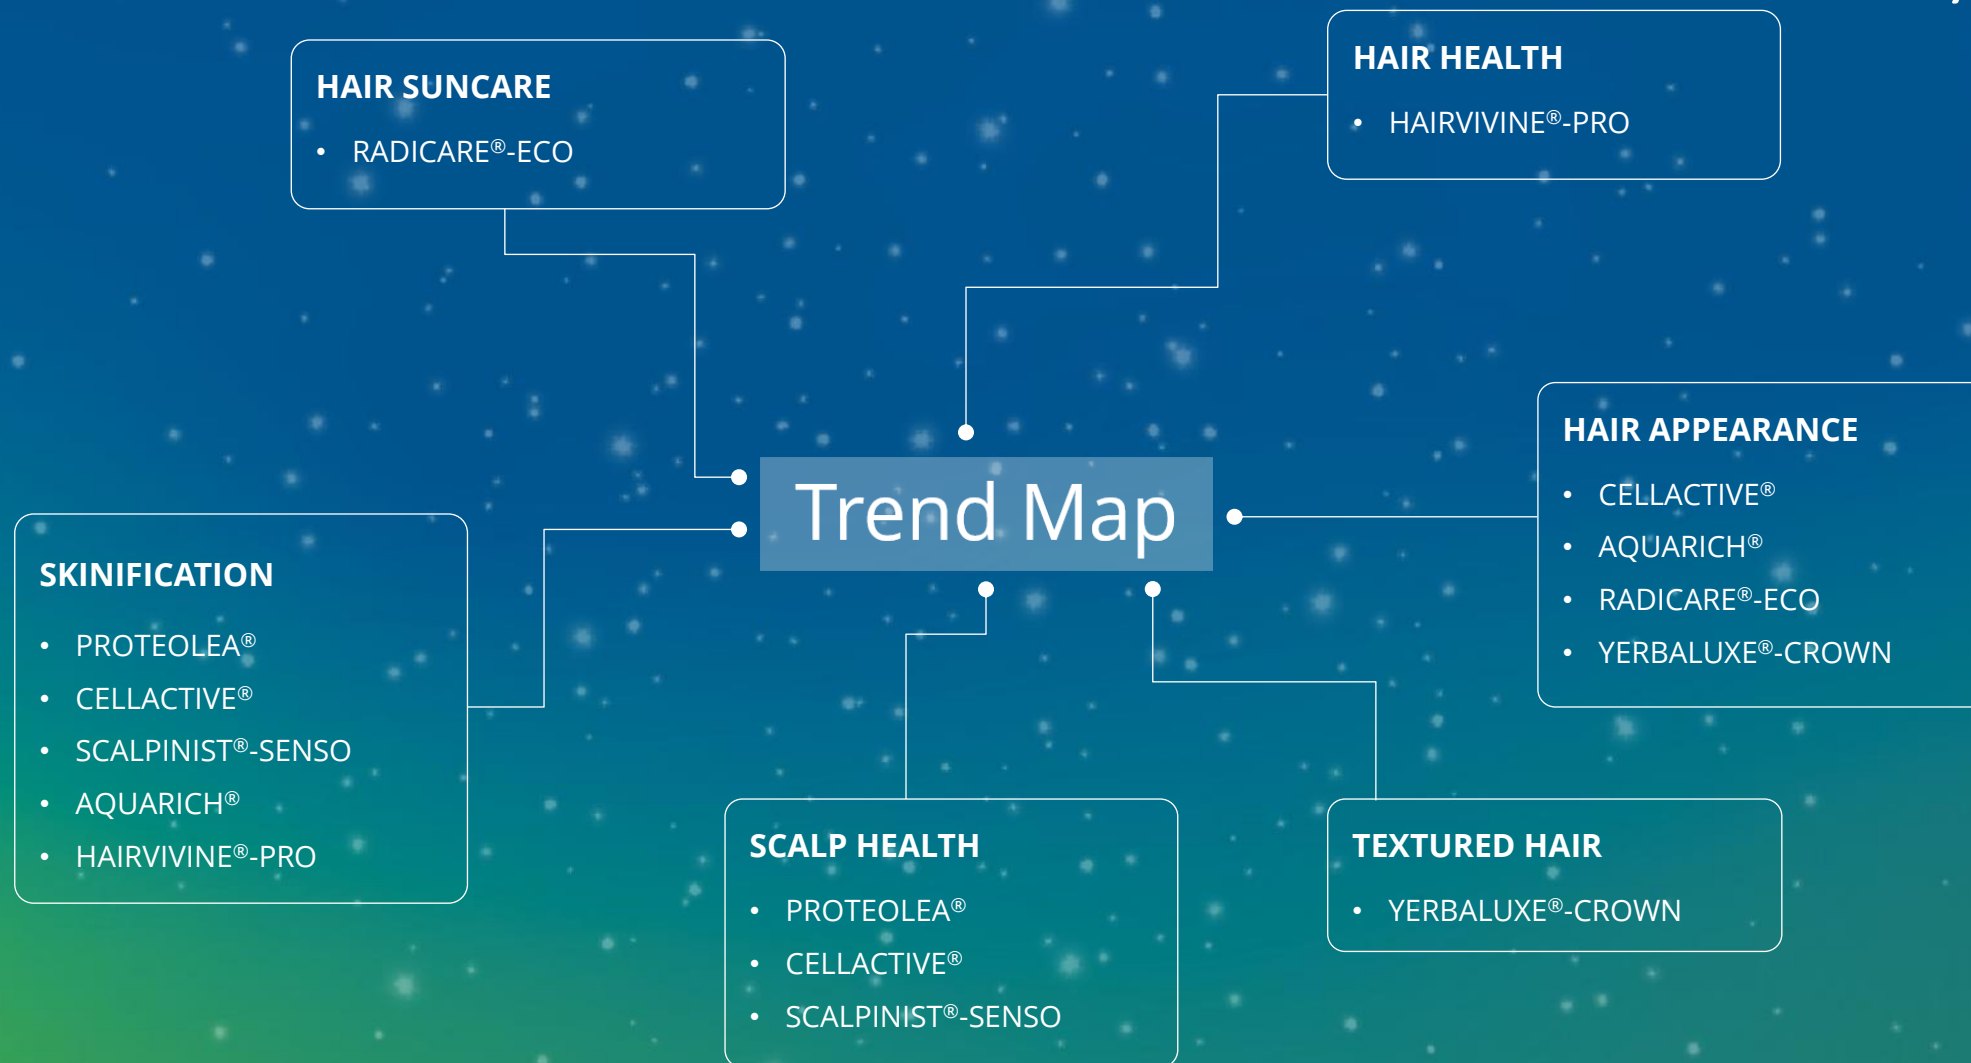 HAIR SUNCARE
• RADICARE®-ECO
HAIR HEALTH
• HAIRVIVINE®-PRO
Trend Map
HAIR APPEARANCE
• CELLACTIVE®
• AQUARICH®
• RADICARE®-ECO
• YERBALUXE®-CROWN
SKINIFICATION
• PROTEOLEA®
• CELLACTIVE®
• SCALPINIST®-SENSO
• AQUARICH®
• HAIRVIVINE®-PRO
SCALP HEALTH
• PROTEOLEA®
• CELLACTIVE®
• SCALPINIST®-SENSO
TEXTURED HAIR
• YERBALUXE®-CROWN